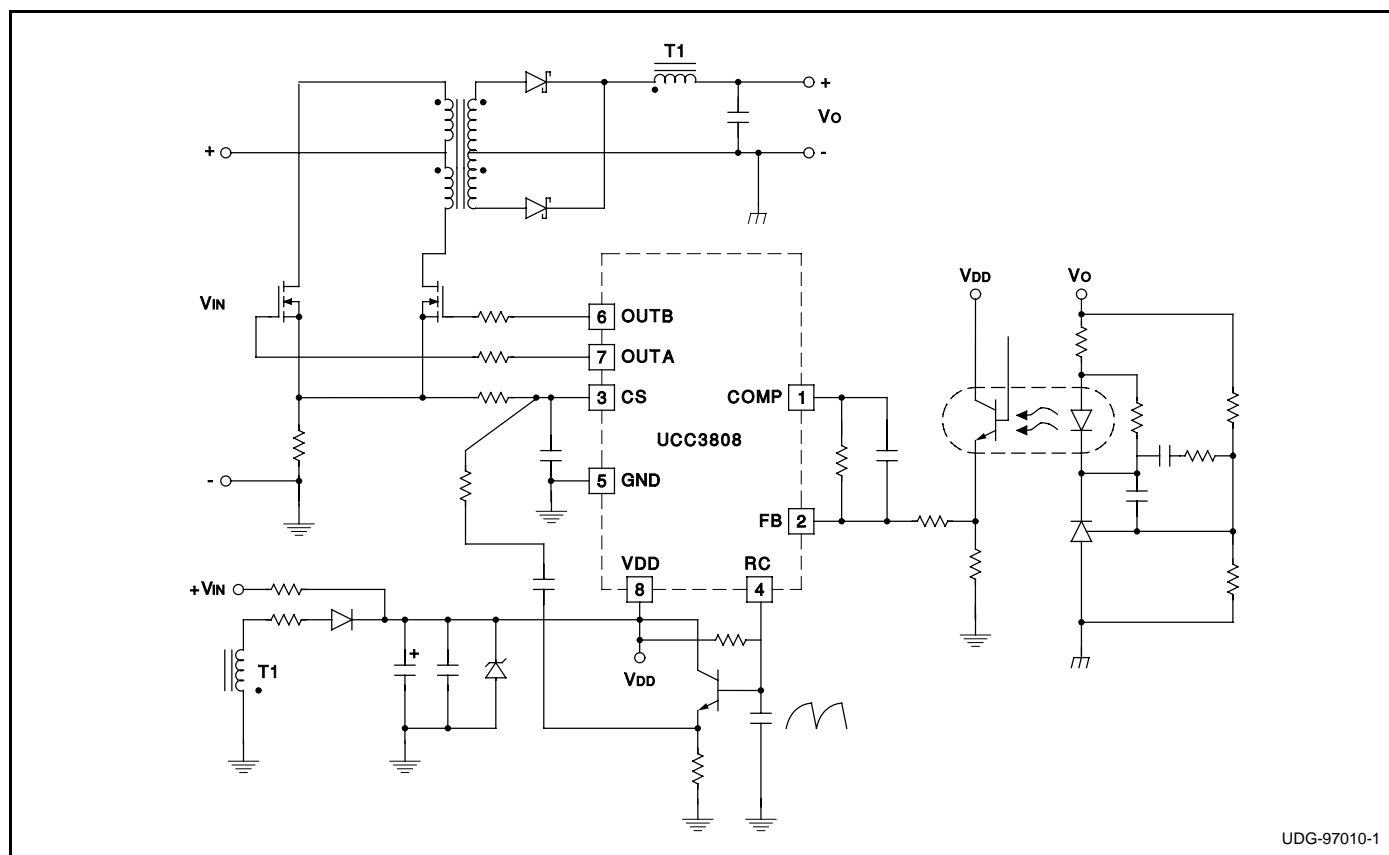 T1
+
Vo
-
+
VIN
6 OUTB
7 OUTA
3 CS
COMP 1
UCC3808
5 GND
FB 2
-
VDD
Vo
VDD
8
RC
4
+VIN
+
T1
VDD
UDG-97010-1